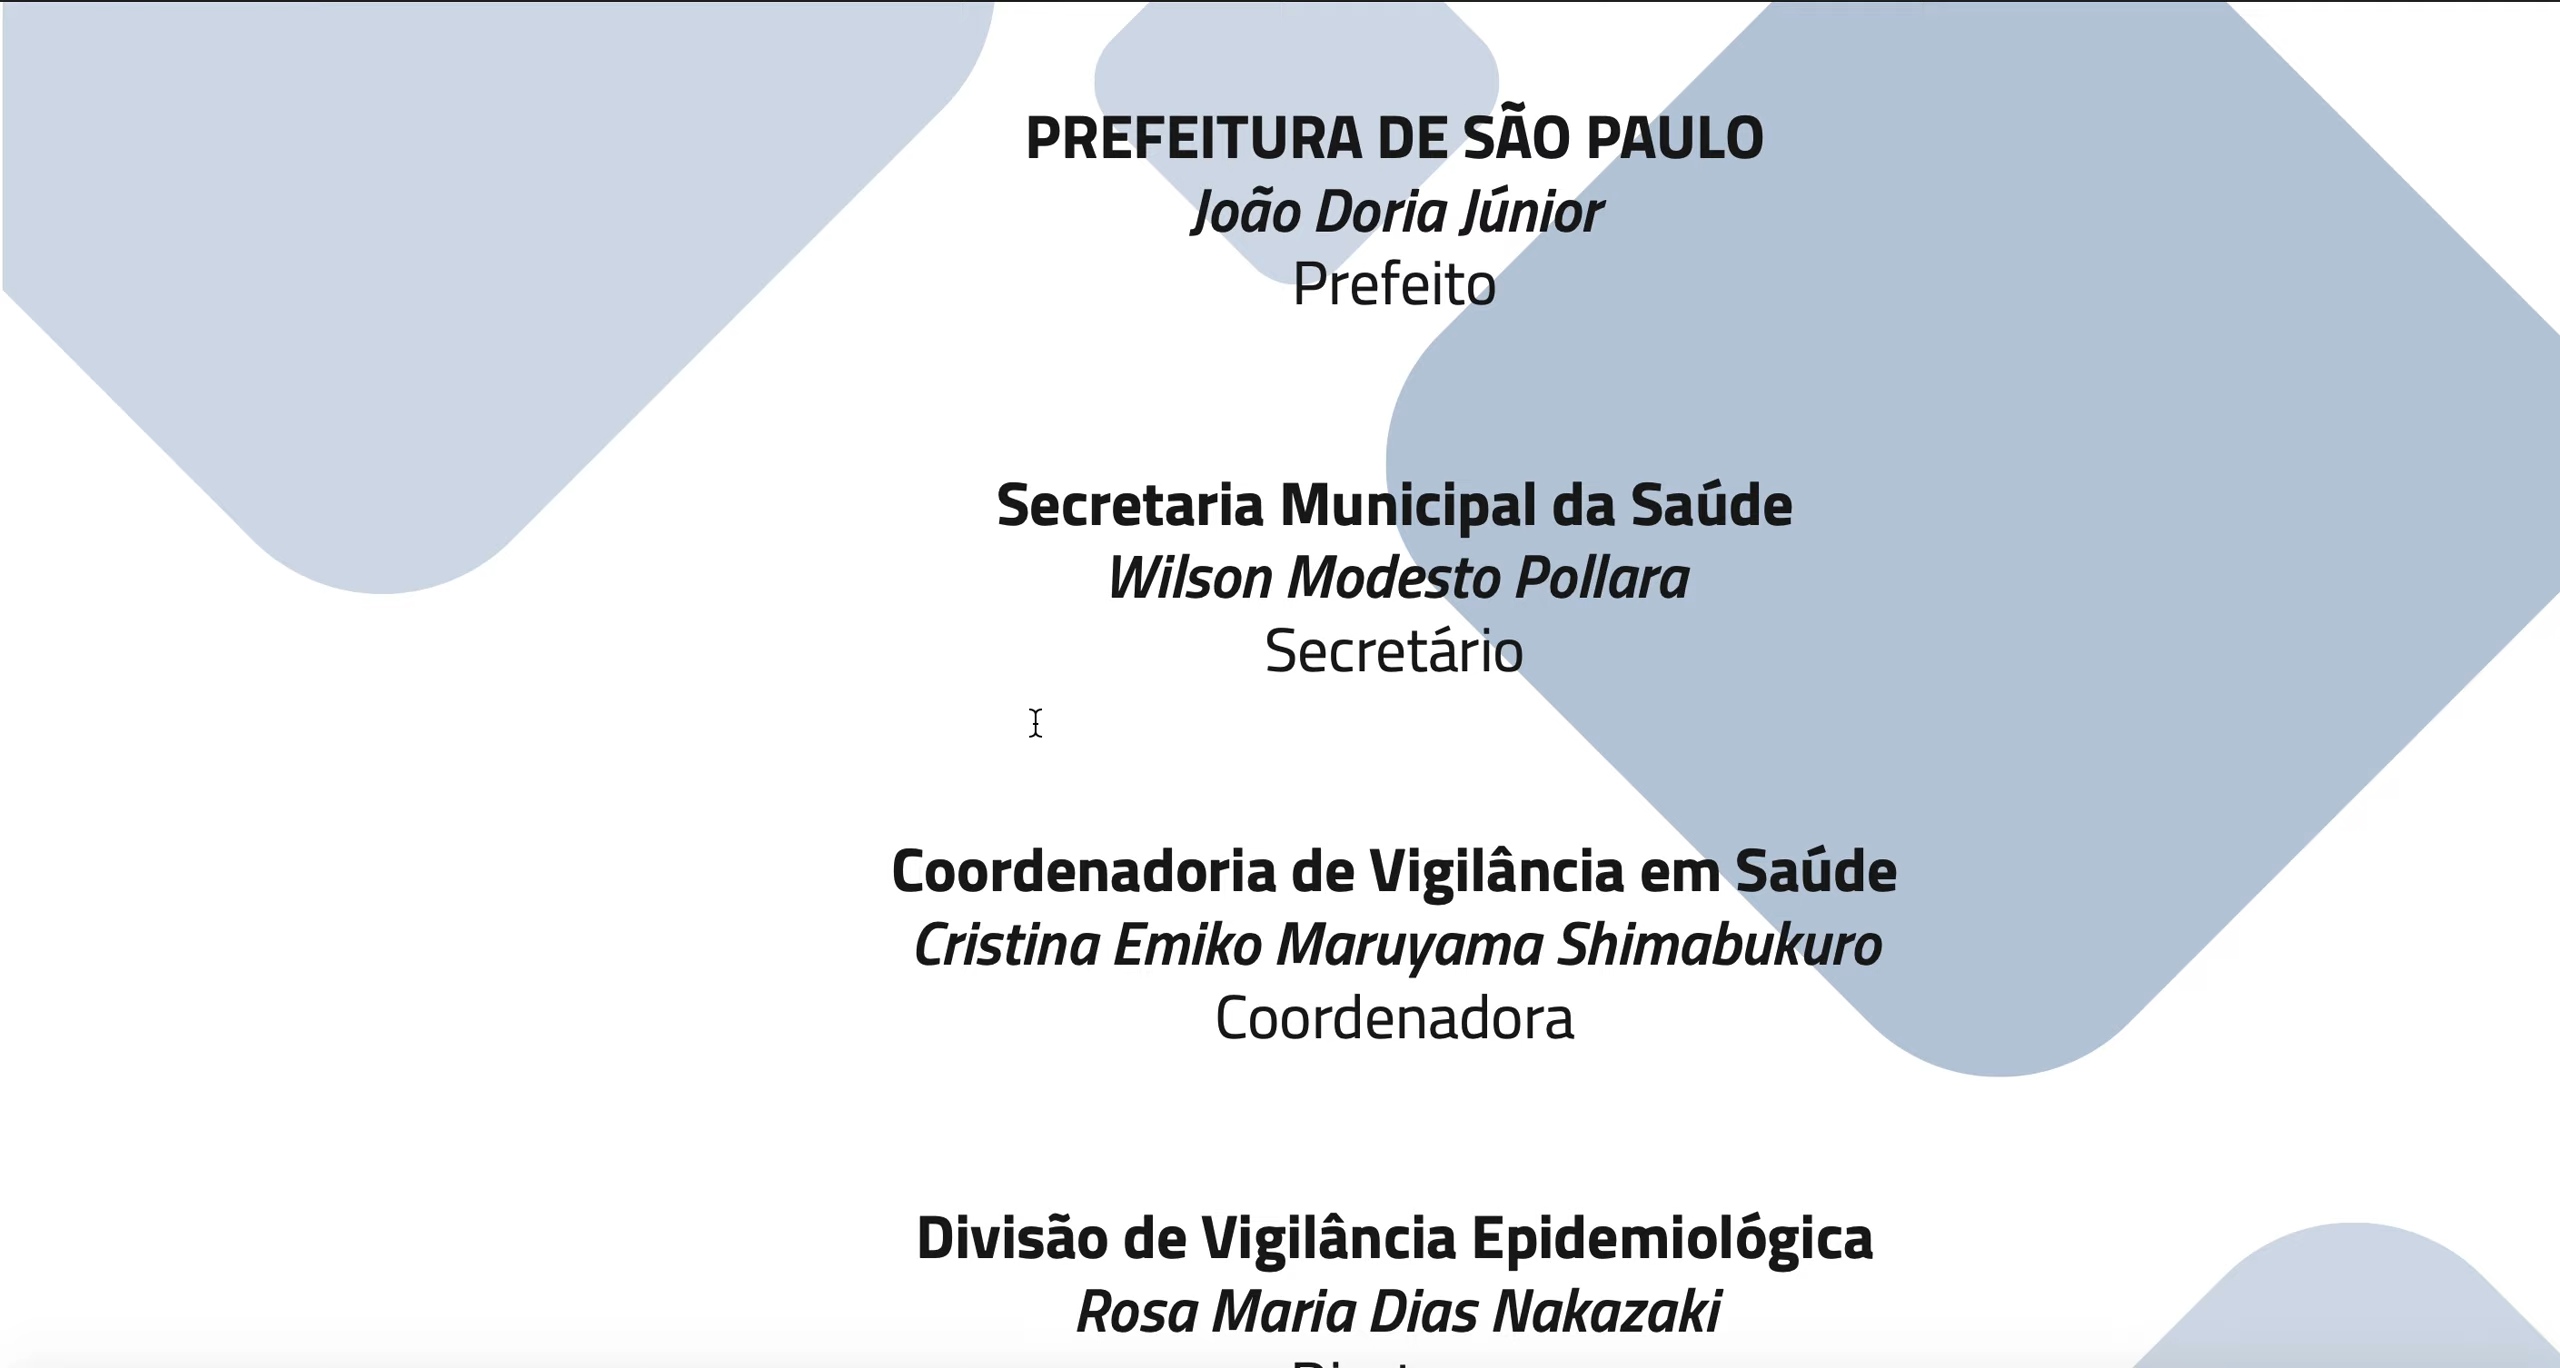 PREFEITURA DE SÃO PAULO
João Doria Júnior
Prefeito
Secretaria Municipal da Saúde
Wilson Modesto Pollara
Secretário
Coordenadoria de Vigilância em Saúde
Cristina Emiko Maruyama Shimabukuro
Coordenadora
Divisão de Vigilância Epidemiológica
Rosa Maria Dias Nakazaki